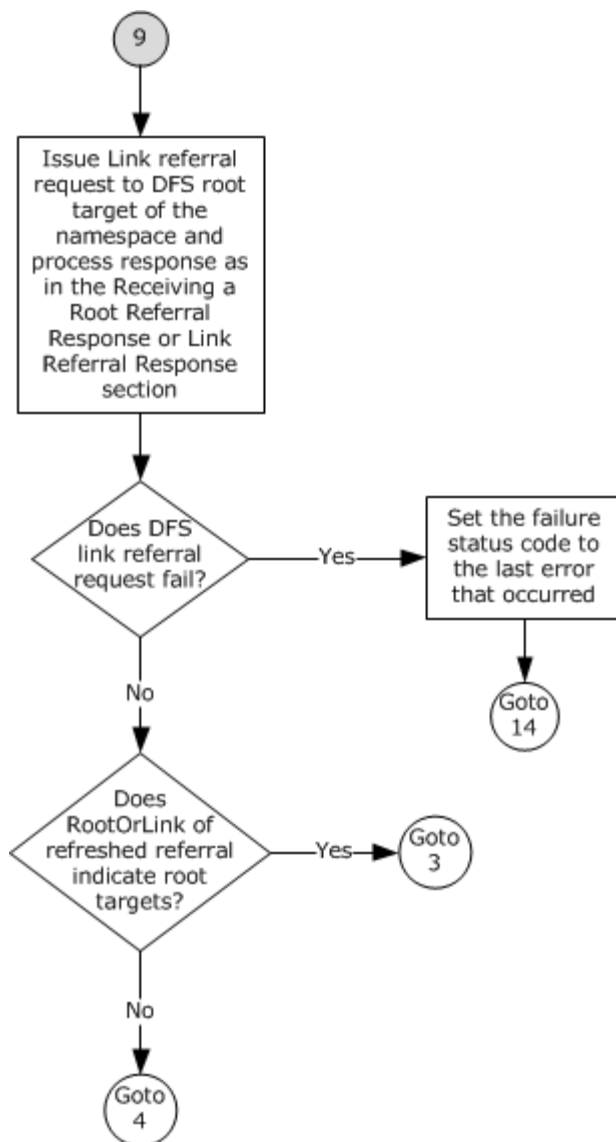 9
Issue Link referral
request to DFS root
target of the
namespace and
process response as
in the Receiving a
Root Referral
Response or Link
Referral Response
section
Does DFS
link referral
request fail?
Yes
Set the failure
status code to
the last error
that occurred
No
Goto
14
Does
RootOrLink of
refreshed referral
indicate root
targets?
Yes
Goto
3
No
Goto
4